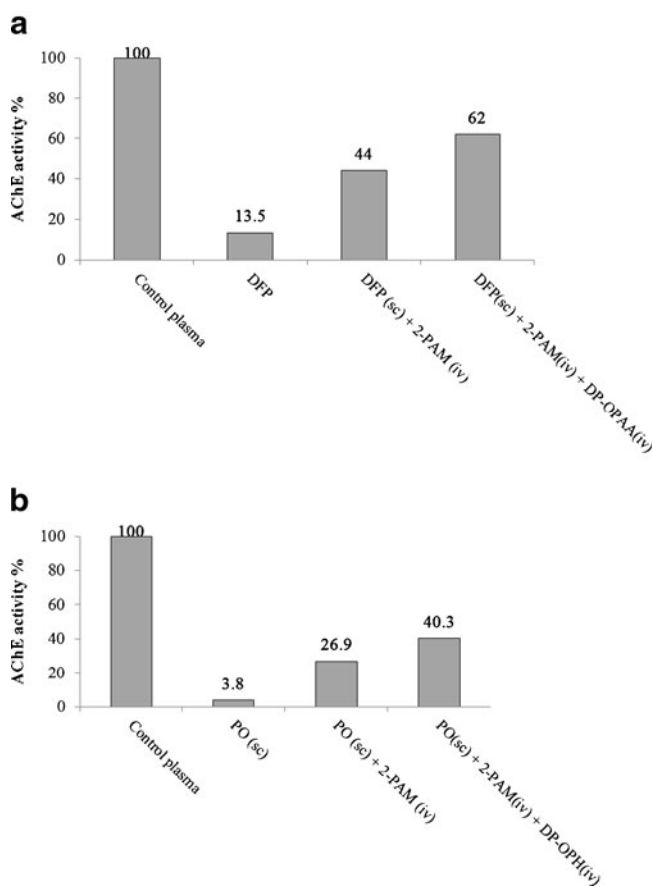 a
AChE activity %
100
80
60
40
20
0
100
13.5
44
62
Control plasma
DFP
DFP (sc) + 2-PAM (iv)
DFP(sc) + 2-PAM(iv) + DP-OPAA(iv)
b
AChE activity %
100
80
60
40
20
0
100
3.8
26.9
40.3
Control plasma
PO (sc)
PO (sc) + 2-PAM (iv)
PO(sc) + 2-PAM(iv) + DP-OPH(iv)